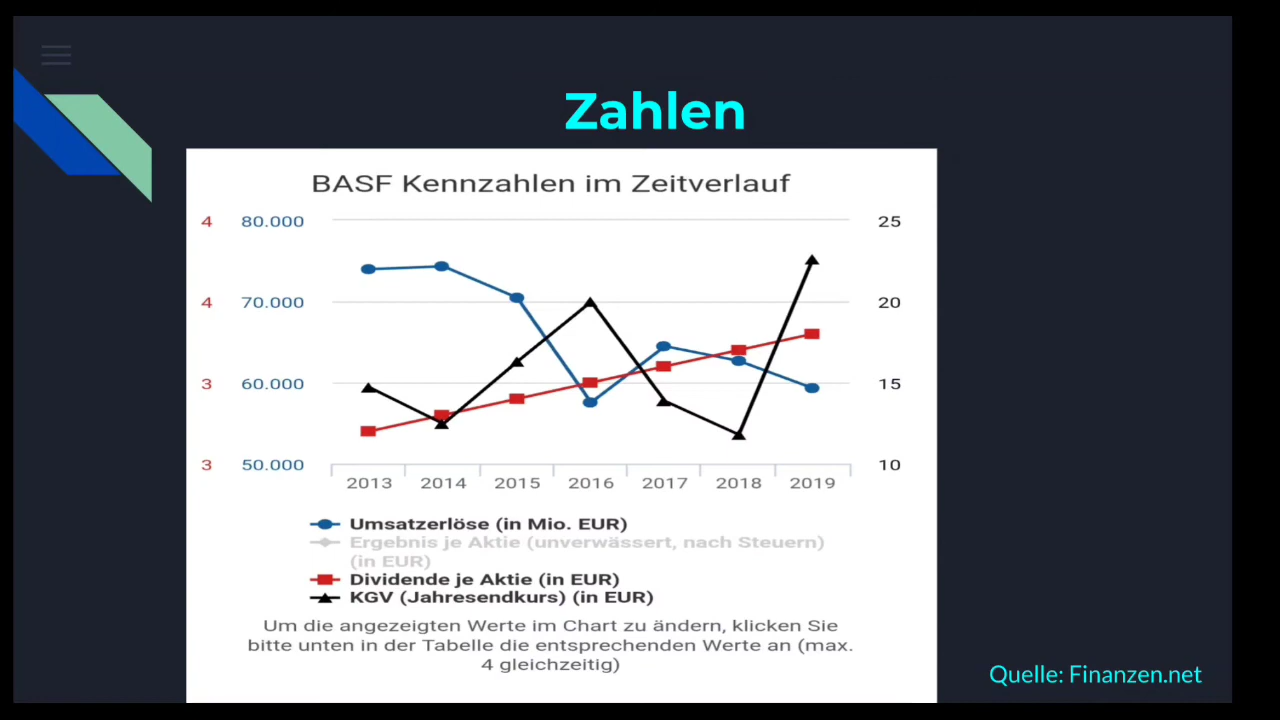 Zahlen
BASF Kennzahlen im Zeitverlauf
4 80.000 25
4 70.000 20
3 60.000 15
3 50.000 10
2013 2014 2015 2016 2017 2018 2019
Umsatzerlöse (in Mio. EUR)
Ergebnis je Aktie (unverwässert, nach Steuern)
(in EUR)
Dividende je Aktie (in EUR)
KGV (Jahresendkurs) (in EUR)
Um die angezeigten Werte im Chart zu ändern, klicken Sie
bitte unten in der Tabelle die entsprechenden Werte an (max.
4 gleichzeitig)
Quelle: Finanzen.net